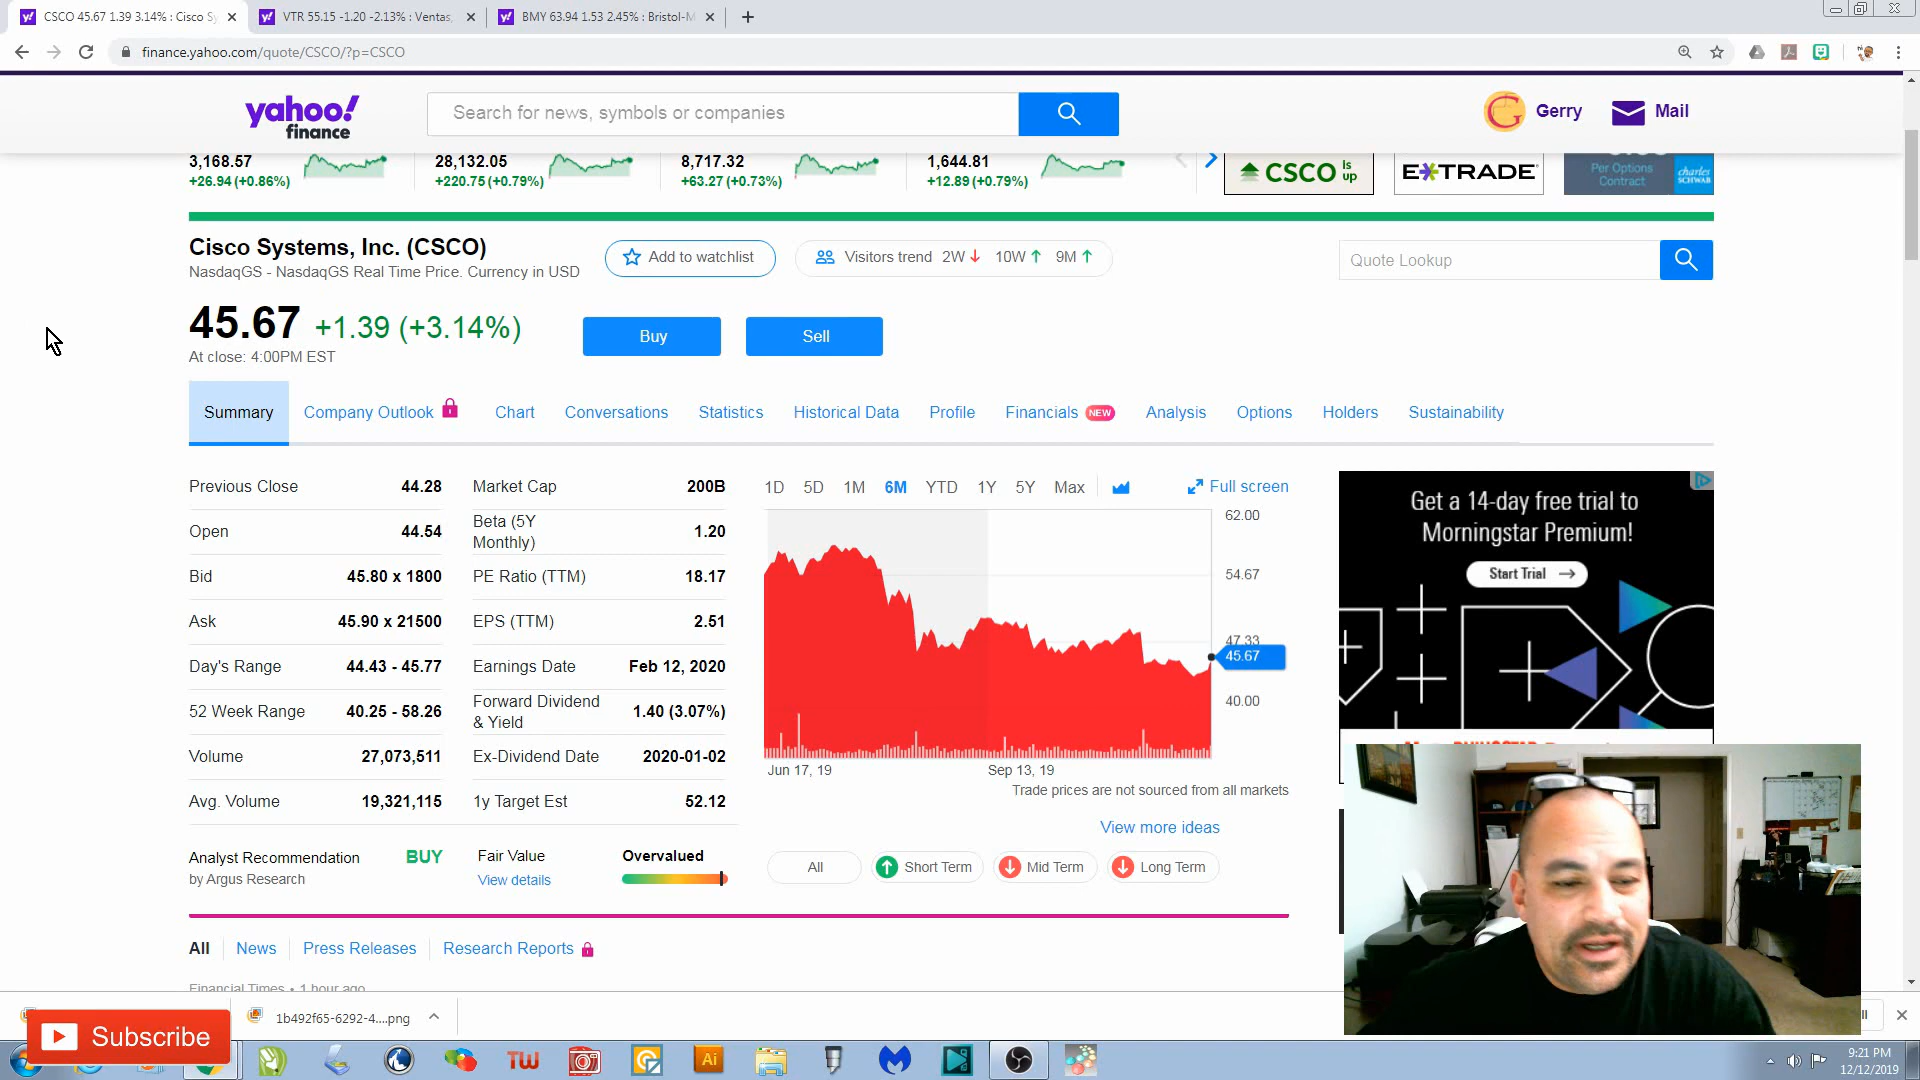 CSCO 45.67 1.39 3.14% : Cisco Sy
VTR 55.15 -1.20 -2.13% : Ventas,
BMY 63.94 1.53 2.45% : Bristol-M
finance.yahoo.com/quote/CSCO/?p=CSCO
yahoo!
finance
Search for news, symbols or companies
Gerry
Mail
3,168.57
+26.94 (+0.86%)
28,132.05
+220.75 (+0.79%)
8,717.32
+63.27 (+0.73%)
1,644.81
+12.89 (+0.79%)
CSCO is up
E*TRADE
Per Options
Contract
charles
SCHWAB
Cisco Systems, Inc. (CSCO)
NasdaqGS - NasdaqGS Real Time Price. Currency in USD
Add to watchlist
Visitors trend 2W 10W 9M
Quote Lookup
45.67 +1.39 (+3.14%)
At close: 4:00PM EST
Buy
Sell
Summary
Company Outlook
Chart
Conversations
Statistics
Historical Data
Profile
Financials NEW
Analysis
Options
Holders
Sustainability
Previous Close 44.28
Open 44.54
Bid 45.80 x 1800
Ask 45.90 x 21500
Day's Range 44.43 - 45.77
52 Week Range 40.25 - 58.26
Volume 27,073,511
Avg. Volume 19,321,115
Market Cap 200B
Beta (5Y
Monthly) 1.20
PE Ratio (TTM) 18.17
EPS (TTM) 2.51
Earnings Date Feb 12, 2020
Forward Dividend
& Yield 1.40 (3.07%)
Ex-Dividend Date 2020-01-02
1y Target Est 52.12
1D 5D 1M 6M YTD 1Y 5Y Max
Full screen
62.00
54.67
47.33
45.67
40.00
Jun 17, 19
Sep 13, 19
Trade prices are not sourced from all markets
View more ideas
All
Short Term
Mid Term
Long Term
Get a 14-day free trial to
Morningstar Premium!
Start Trial →
Analyst Recommendation BUY
by Argus Research
Fair Value
View details
Overvalued
All
News
Press Releases
Research Reports
Financial Times • 1 hour ago
1b492f65-6292-4....png
Subscribe
TW
Ai
9:21 PM
12/12/2019